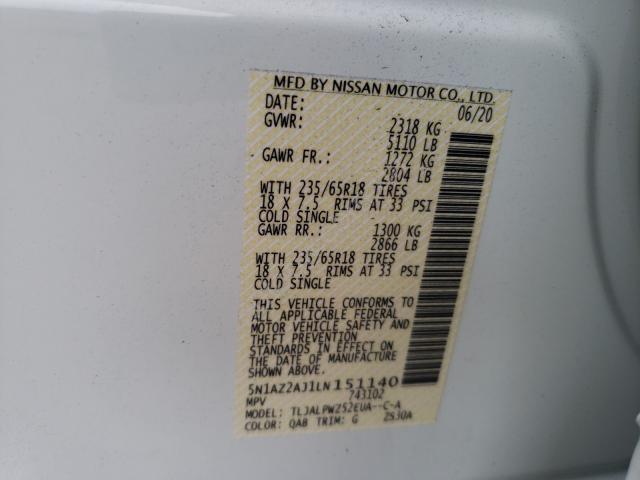 MFD BY NISSAN MOTOR CO., LTD.
DATE: 06/20
GVWR: 2318 KG
5110 LB
GAWR FR.: 1272 KG
2804 LB
WITH 235/65R18 TIRES
18 X 7.5 RIMS AT 33 PSI
COLD SINGLE
GAWR RR.: 1300 KG
2866 LB
WITH 235/65R18 TIRES
18 X 7.5 RIMS AT 33 PSI
COLD SINGLE
THIS VEHICLE CONFORMS TO
ALL APPLICABLE FEDERAL
MOTOR VEHICLE SAFETY AND
THEFT PREVENTION
STANDARDS IN EFFECT ON
THE DATE OF MANUFACTURE
SHOWN ABOVE
5N1AZ2AJ1LN151140
MPV 743102
MODEL: TLJALPWZ52EUA--C-A
COLOR: QAB TRIM: G 2S30A